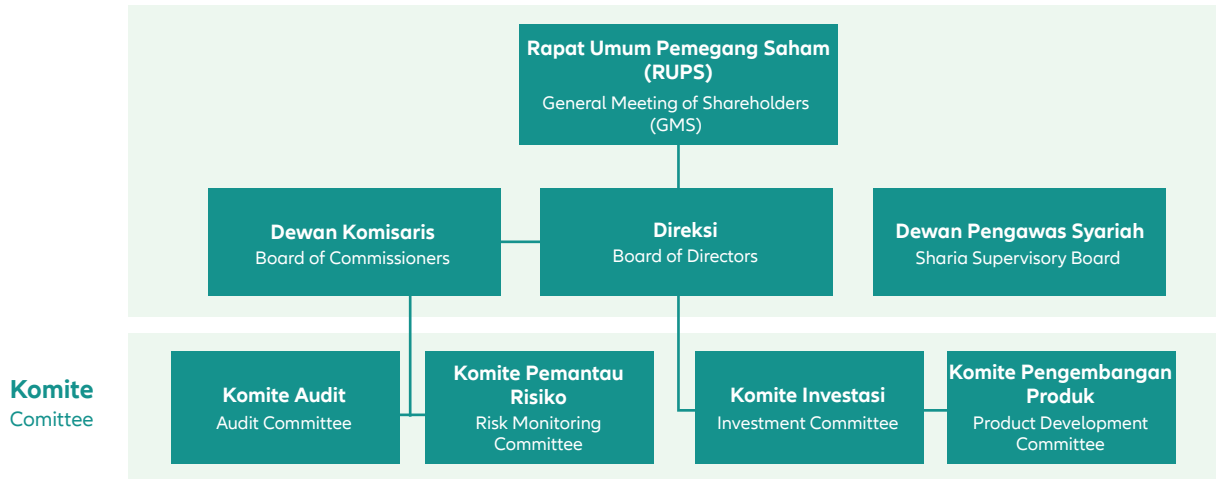 Rapat Umum Pemegang Saham
(RUPS)
General Meeting of Shareholders
(GMS)
Dewan Komisaris
Board of Commissioners
Direksi
Board of Directors
Dewan Pengawas Syariah
Sharia Supervisory Board
Komite
Comittee
Komite Audit
Audit Committee
Komite Pemantau
Risiko
Risk Monitoring
Committee
Komite Investasi
Investment Committee
Komite Pengembangan
Produk
Product Development
Committee